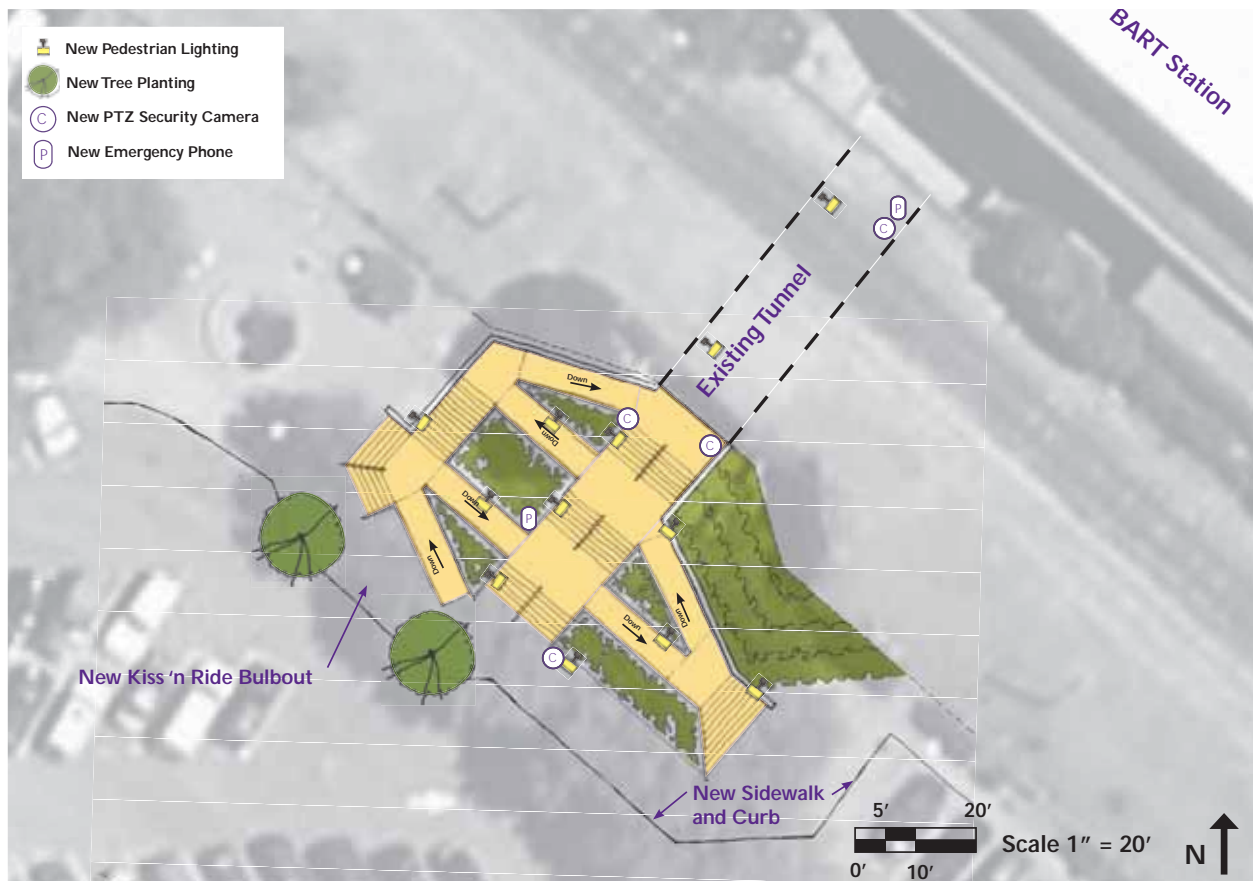 New Pedestrian Lighting
New Tree Planting
C New PTZ Security Camera
P New Emergency Phone
BART Station
P
C
Existing Tunnel
Down
C
Down
C
Down
P
Down
Down
Down
C
New Kiss ‘n Ride Bulbout
New Sidewalk
and Curb
5’ 20’
Scale 1” = 20’
0’ 10’
N